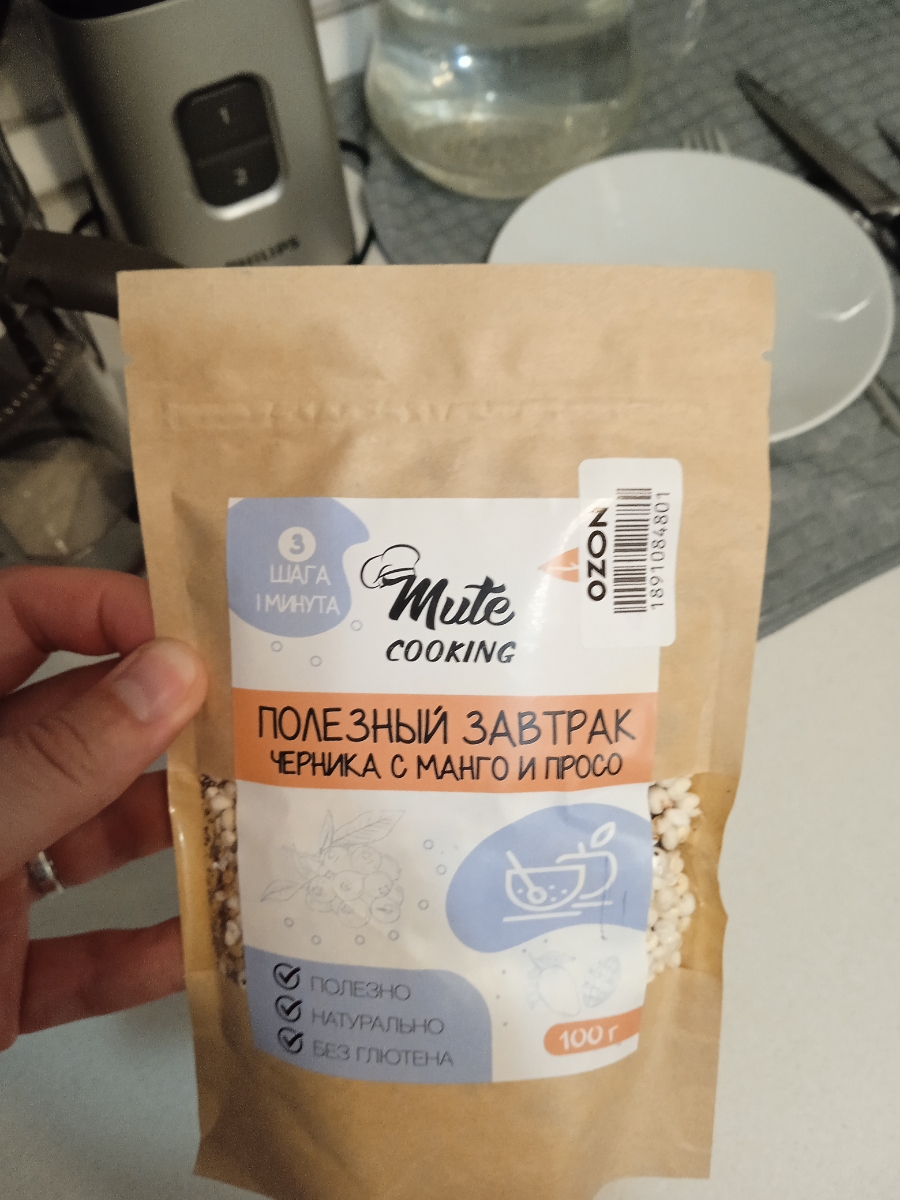 1
2
3
ШАГА
1 МИНУТА
Mute
COOKING
OZON
1891084801
ПОЛЕЗНЫЙ ЗАВТРАК
ЧЕРНИКА С МАНГО И ПРОСО
ПОЛЕЗНО
НАТУРАЛЬНО
БЕЗ ГЛЮТЕНА
100 г